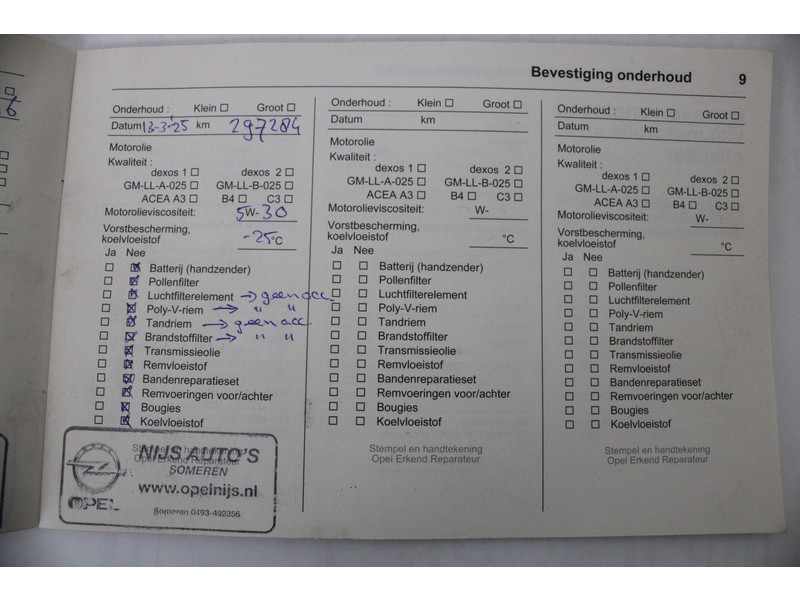 Bevestiging onderhoud 9
Onderhoud : Klein ☐ Groot ☐
Datum 13-3-'25 km 297284
Motorolie
Kwaliteit :
dexos 1 ☐ dexos 2 ☐
GM-LL-A-025 ☐ GM-LL-B-025 ☐
ACEA A3 ☐ B4 ☐ C3 ☐
Motorolieviscositeit: 5W-30
Vorstbescherming,
koelvloeistof -25 °C
Ja Nee
☐ ☒ Batterij (handzender)
☐ ☒ Pollenfilter
☐ ☒ Luchtfilterelement → geen acc.
☐ ☒ Poly-V-riem → " "
☐ ☒ Tandriem → geen acc.
☐ ☒ Brandstoffilter → " "
☐ ☒ Transmissieolie
☐ ☒ Remvloeistof
☐ ☒ Bandenreparatieset
☐ ☒ Remvoeringen voor/achter
☐ ☒ Bougies
☐ ☒ Koelvloeistof
Stempel en handtekening
Opel Erkend Reparateur
NIJS AUTO'S
SOMEREN
www.opelnijs.nl
OPEL
Someren 0493-492356
Onderhoud : Klein ☐ Groot ☐
Datum km
Motorolie
Kwaliteit :
dexos 1 ☐ dexos 2 ☐
GM-LL-A-025 ☐ GM-LL-B-025 ☐
ACEA A3 ☐ B4 ☐ C3 ☐
Motorolieviscositeit: W-
Vorstbescherming,
koelvloeistof °C
Ja Nee
☐ ☐ Batterij (handzender)
☐ ☐ Pollenfilter
☐ ☐ Luchtfilterelement
☐ ☐ Poly-V-riem
☐ ☐ Tandriem
☐ ☐ Brandstoffilter
☐ ☐ Transmissieolie
☐ ☐ Remvloeistof
☐ ☐ Bandenreparatieset
☐ ☐ Remvoeringen voor/achter
☐ ☐ Bougies
☐ ☐ Koelvloeistof
Stempel en handtekening
Opel Erkend Reparateur
Onderhoud : Klein ☐ Groot ☐
Datum km
Motorolie
Kwaliteit :
dexos 1 ☐ dexos 2 ☐
GM-LL-A-025 ☐ GM-LL-B-025 ☐
ACEA A3 ☐ B4 ☐ C3 ☐
Motorolieviscositeit: W-
Vorstbescherming,
koelvloeistof °C
Ja Nee
☐ ☐ Batterij (handzender)
☐ ☐ Pollenfilter
☐ ☐ Luchtfilterelement
☐ ☐ Poly-V-riem
☐ ☐ Tandriem
☐ ☐ Brandstoffilter
☐ ☐ Transmissieolie
☐ ☐ Remvloeistof
☐ ☐ Bandenreparatieset
☐ ☐ Remvoeringen voor/achter
☐ ☐ Bougies
☐ ☐ Koelvloeistof
Stempel en handtekening
Opel Erkend Reparateur